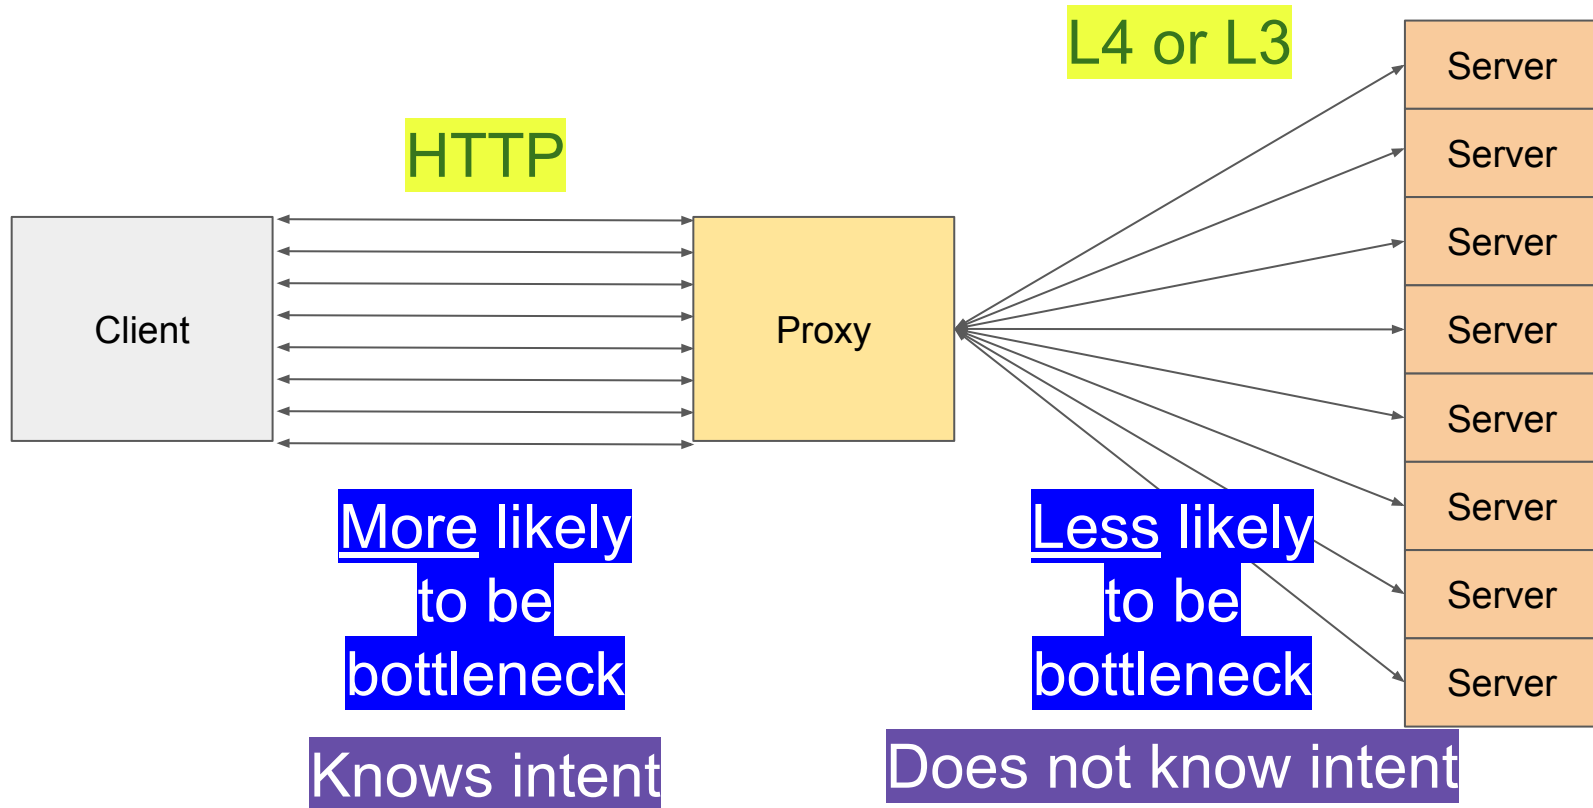 L4 or L3
HTTP
Client
Proxy
Server
Server
Server
Server
Server
Server
Server
Server
More likely
to be
bottleneck
Less likely
to be
bottleneck
Knows intent
Does not know intent